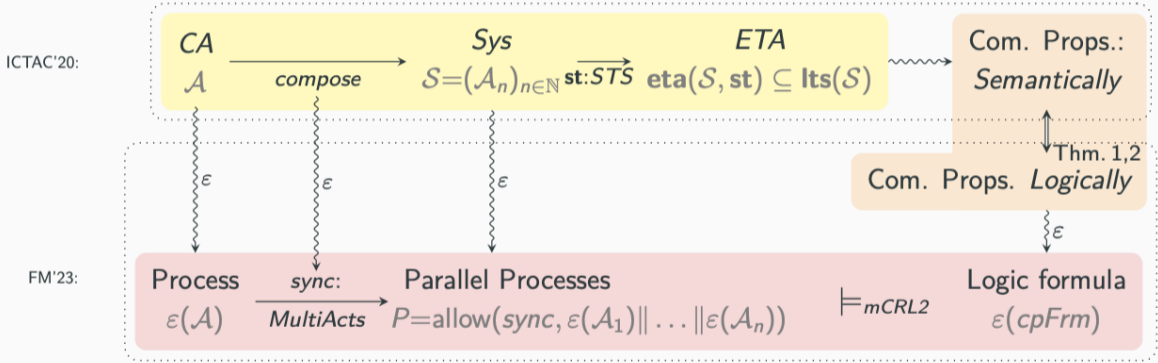 CA
Sys
ETA
Com. Props.:
ICTAC'20:
compose
st:STS
𝒜
𝒮=(𝒜ₙ)ₙ∈ℕ
eta(𝒮, st) ⊆ lts(𝒮)
Semantically
Thm. 1,2
ε
ε
ε
Com. Props. Logically
ε
FM'23:
Process
sync:
Parallel Processes
Logic formula
ε(𝒜)
MultiActs
P=allow(sync, ε(𝒜₁)‖ . . . ‖ε(𝒜ₙ))
⊨mCRL2
ε(cpFrm)